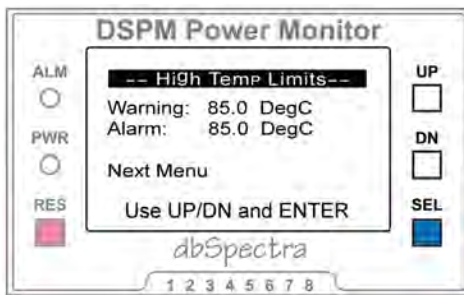 DSPM Power Monitor
ALM
PWR
RES
-- High Temp Limits--
Warning: 85.0 DegC
Alarm: 85.0 DegC
Next Menu
Use UP/DN and ENTER
UP
DN
SEL
dbSpectra
1 2 3 4 5 6 7 8